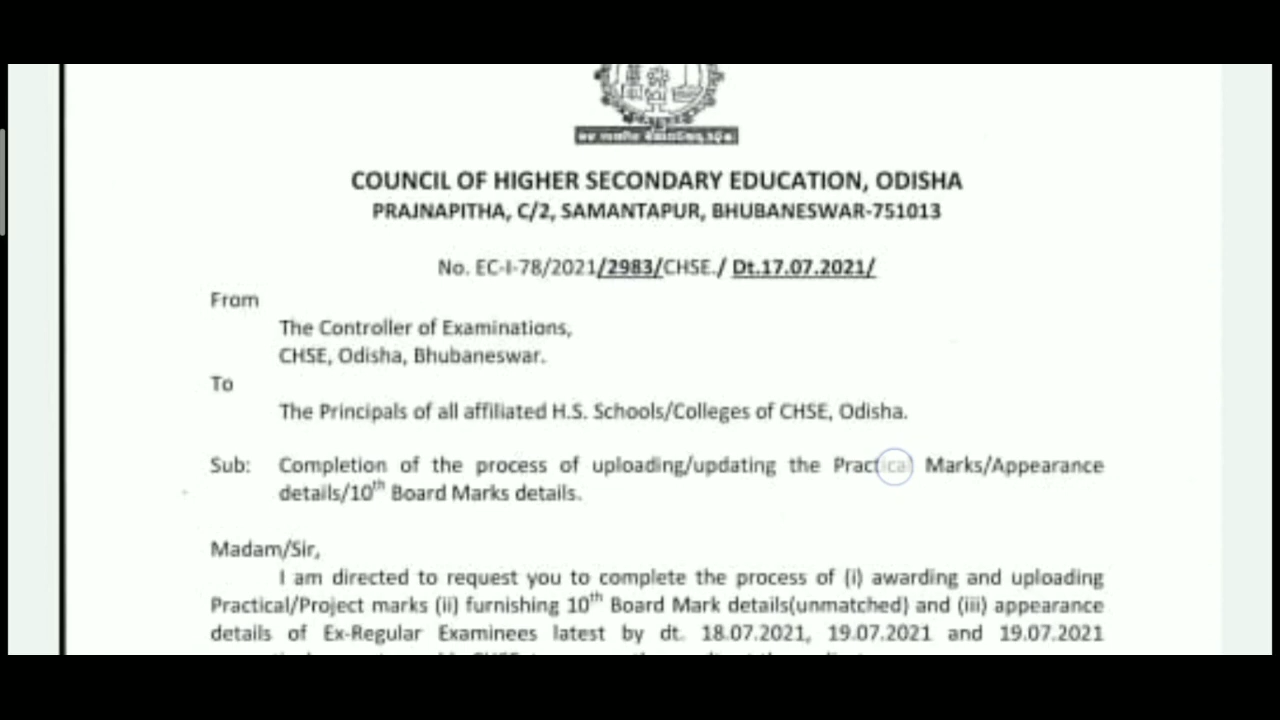 COUNCIL OF HIGHER SECONDARY EDUCATION, ODISHA
PRAJNAPITHA, C/2, SAMANTAPUR, BHUBANESWAR-751013
No. EC-I-78/2021/2983/CHSE./ Dt.17.07.2021/
From
The Controller of Examinations,
CHSE, Odisha, Bhubaneswar.
To
The Principals of all affiliated H.S. Schools/Colleges of CHSE, Odisha.
Sub: Completion of the process of uploading/updating the Practical Marks/Appearance
details/10th Board Marks details.
Madam/Sir,
I am directed to request you to complete the process of (i) awarding and uploading
Practical/Project marks (ii) furnishing 10th Board Mark details(unmatched) and (iii) appearance
details of Ex-Regular Examinees latest by dt. 18.07.2021, 19.07.2021 and 19.07.2021